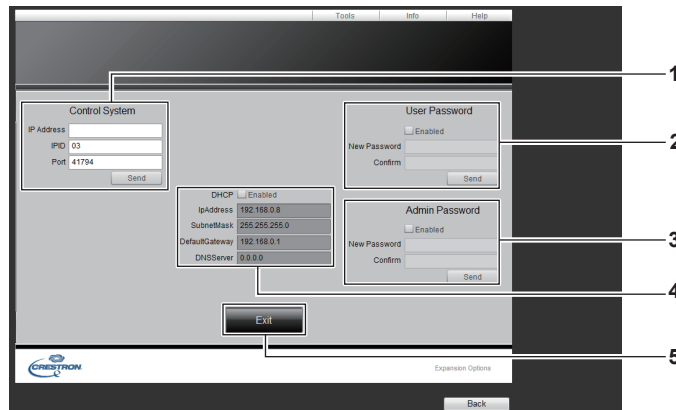 Tools Info Help
Control System
IP Address
IPID 03
Port 41794
Send
User Password
Enabled
New Password
Confirm
Send
DHCP Enabled
IpAddress 192.168.0.8
SubnetMask 255.255.255.0
DefaultGateway 192.168.0.1
DNSServer 0.0.0.0
Admin Password
Enabled
New Password
Confirm
Send
Exit
CRESTRON
Expansion Options
Back
1
2
3
4
5